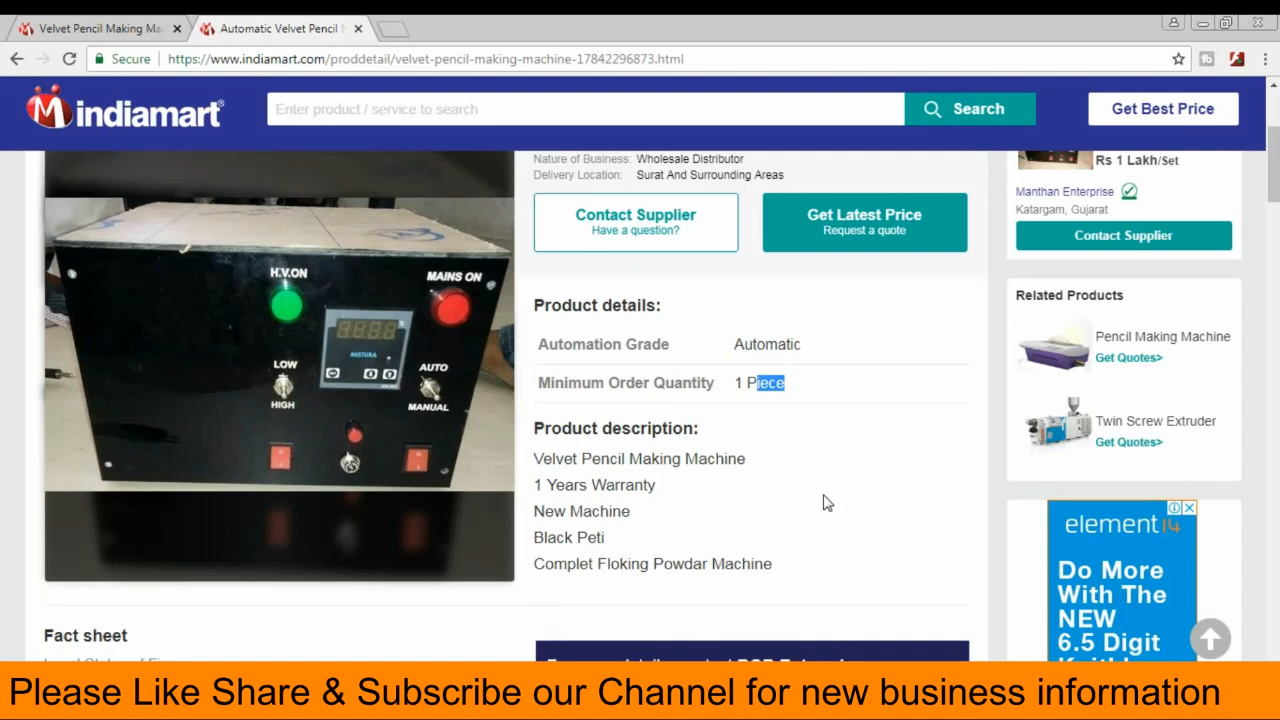 Velvet Pencil Making Ma
Automatic Velvet Pencil
Secure
https://www.indiamart.com/proddetail/velvet-pencil-making-machine-17842296873.html
indiamart
Enter product / service to search
Search
Get Best Price
Nature of Business: Wholesale Distributor
Delivery Location: Surat And Surrounding Areas
Contact Supplier
Have a question?
Get Latest Price
Request a quote
Rs 1 Lakh/Set
Manthan Enterprise
Katargam, Gujarat
Contact Supplier
H.V.ON
MAINS ON
MISTURA
LOW
HIGH
AUTO
MANUAL
Product details:
Automation Grade Automatic
Minimum Order Quantity 1 Piece
Product description:
Velvet Pencil Making Machine
1 Years Warranty
New Machine
Black Peti
Complet Floking Powdar Machine
Related Products
Pencil Making Machine
Get Quotes>
Twin Screw Extruder
Get Quotes>
element14
Do More
With The
NEW
6.5 Digit
Fact sheet
Please Like Share & Subscribe our Channel for new business information